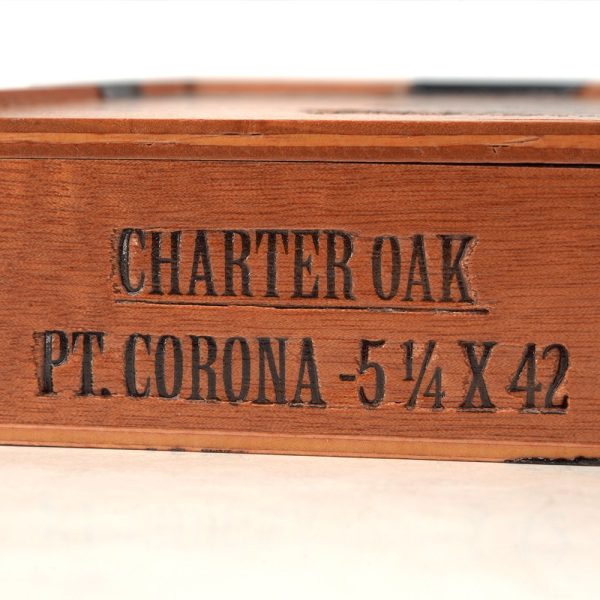 CHARTER OAK
PT. CORONA -5 1/4 X 42